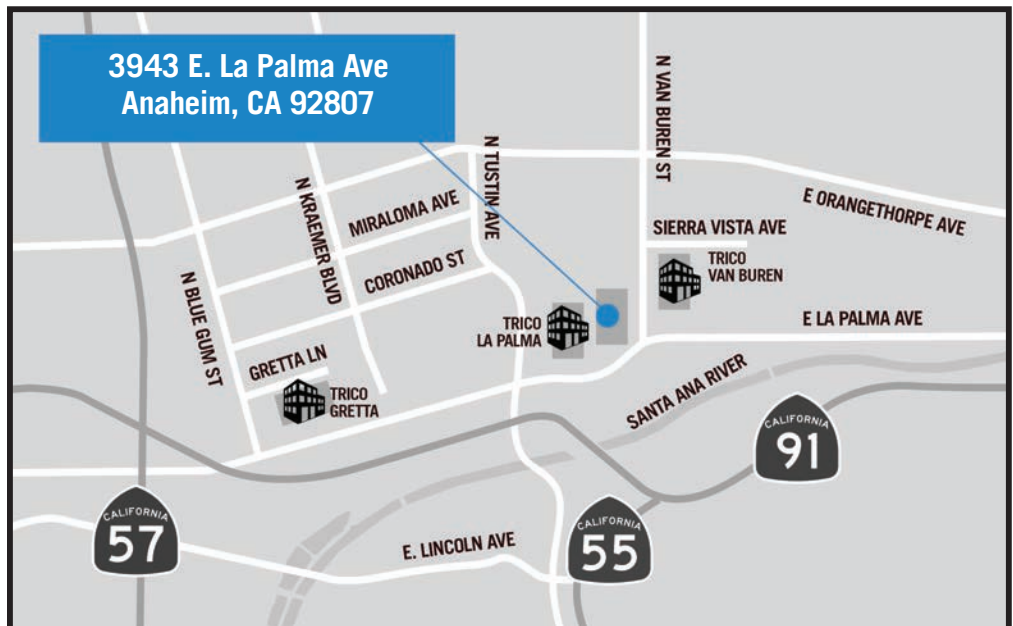 3943 E. La Palma Ave
Anaheim, CA 92807
N VAN BUREN ST
N TUSTIN AVE
N KRAEMER BLVD
MIRALOMA AVE
E ORANGETHORPE AVE
SIERRA VISTA AVE
CORONADO ST
TRICO
VAN BUREN
N BLUE GUM ST
TRICO
LA PALMA
E LA PALMA AVE
GRETTA LN
TRICO
GRETTA
SANTA ANA RIVER
CALIFORNIA
91
CALIFORNIA
57
E. LINCOLN AVE
CALIFORNIA
55